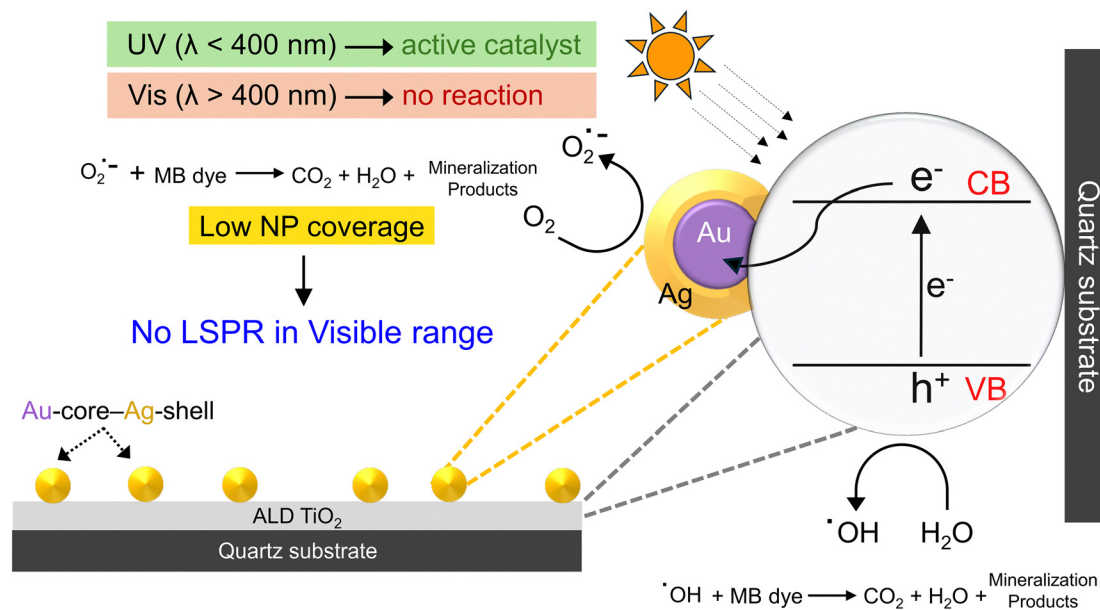 UV (λ < 400 nm) → active catalyst
Vis (λ > 400 nm) → no reaction
O₂˙⁻ + MB dye → CO₂ + H₂O + Mineralization Products
Low NP coverage
No LSPR in Visible range
O₂˙⁻
O₂
Au
Ag
e⁻ CB
e⁻
h⁺ VB
Quartz substrate
Au-core–Ag-shell
ALD TiO₂
Quartz substrate
˙OH H₂O
˙OH + MB dye → CO₂ + H₂O + Mineralization Products